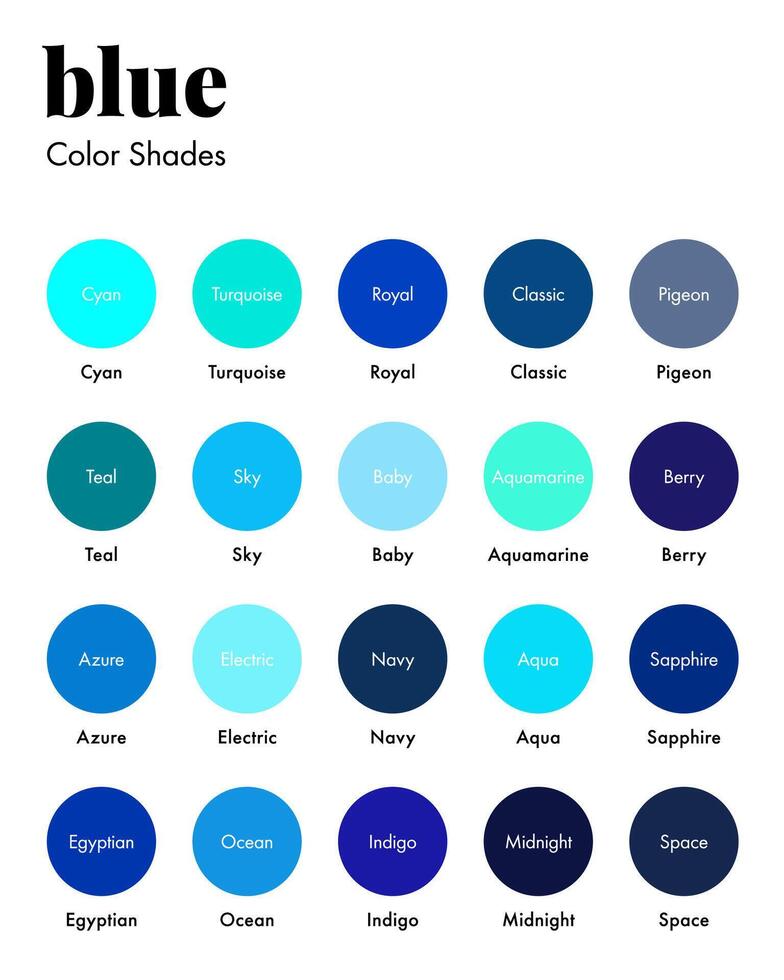 blue
Color Shades
Cyan Turquoise Royal Classic Pigeon
Cyan Turquoise Royal Classic Pigeon
Teal Sky Baby Aquamarine Berry
Teal Sky Baby Aquamarine Berry
Azure Electric Navy Aqua Sapphire
Azure Electric Navy Aqua Sapphire
Egyptian Ocean Indigo Midnight Space
Egyptian Ocean Indigo Midnight Space